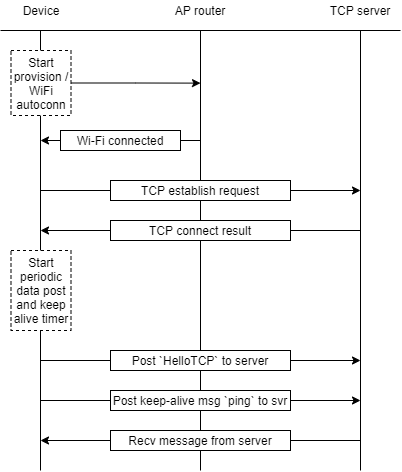 Device AP router TCP server
Start
provision /
WiFi
autoconn
Wi-Fi connected
TCP establish request
TCP connect result
Start
periodic
data post
and keep
alive timer
Post `HelloTCP` to server
Post keep-alive msg `ping` to svr
Recv message from server